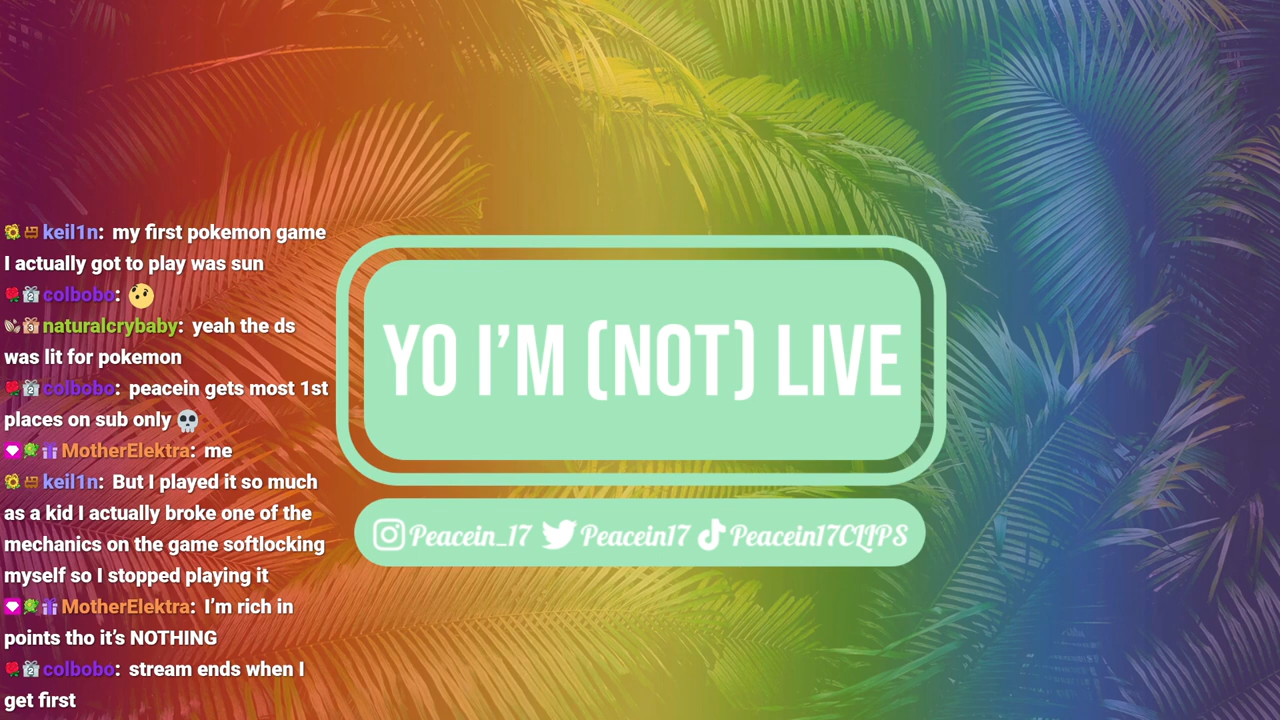 keil1n: my first pokemon game
I actually got to play was sun
colbobo:
naturalcrybaby: yeah the ds
was lit for pokemon
colbobo: peacein gets most 1st
places on sub only
MotherElektra: me
keil1n: But I played it so much
as a kid I actually broke one of the
mechanics on the game softlocking
myself so I stopped playing it
MotherElektra: I'm rich in
points tho it's NOTHING
colbobo: stream ends when I
get first
YO I'M (NOT) LIVE
Peacein_17 Peacein17 Peacein17CLIPS